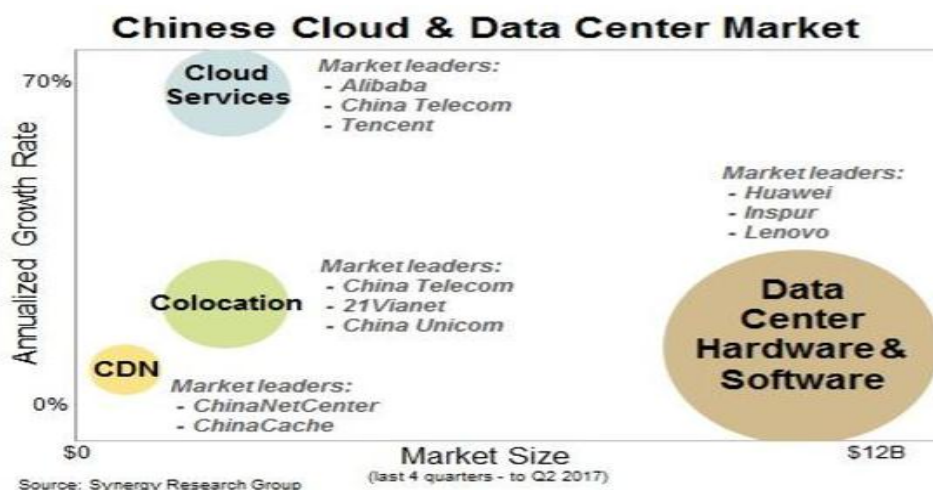 Chinese Cloud & Data Center Market
70%
Annualized Growth Rate
0%
Cloud
Services
Market leaders:
- Alibaba
- China Telecom
- Tencent
Market leaders:
- Huawei
- Inspur
- Lenovo
Colocation
Market leaders:
- China Telecom
- 21Vianet
- China Unicom
Data
Center
Hardware &
Software
CDN
Market leaders:
- ChinaNetCenter
- ChinaCache
$0
Market Size
(last 4 quarters - to Q2 2017)
$12B
Source: Synergy Research Group